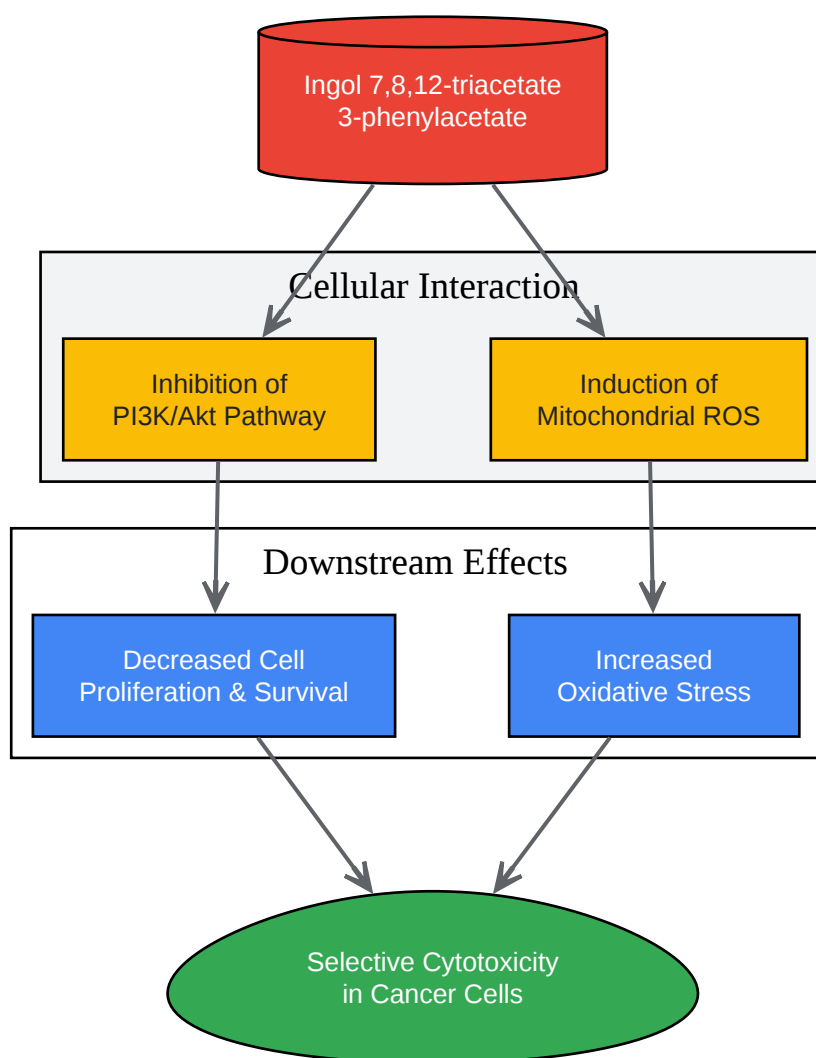 Ingol 7,8,12-triacetate
3-phenylacetate
Cellular Interaction
Inhibition of
PI3K/Akt Pathway
Induction of
Mitochondrial ROS
Downstream Effects
Decreased Cell
Proliferation & Survival
Increased
Oxidative Stress
Selective Cytotoxicity
in Cancer Cells